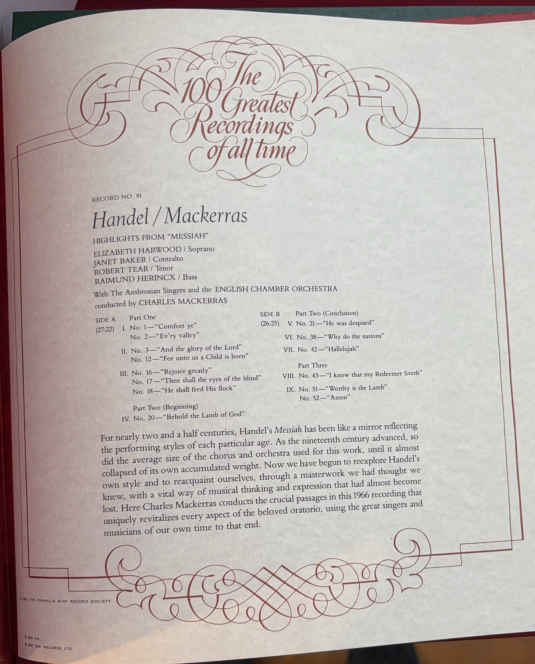 The
100 Greatest
Recordings
of all time
RECORD NO. 91
Handel / Mackerras
HIGHLIGHTS FROM "MESSIAH"
ELIZABETH HARWOOD / Soprano
JANET BAKER / Contralto
ROBERT TEAR / Tenor
RAIMUND HERINCX / Bass
With The Ambrosian Singers and the ENGLISH CHAMBER ORCHESTRA
conducted by CHARLES MACKERRAS
SIDE A Part One
(27:22) I. No. 1—"Comfort ye"
No. 2—"Ev'ry valley"
II. No. 3—"And the glory of the Lord"
No. 12—"For unto us a Child is born"
III. No. 16—"Rejoice greatly"
No. 17—"Then shall the eyes of the blind"
No. 18—"He shall feed His flock"
Part Two (Beginning)
IV. No. 20—"Behold the Lamb of God"
SIDE B Part Two (Conclusion)
(26:25) V. No. 21—"He was despised"
VI. No. 38—"Why do the nations"
VII. No. 42—"Hallelujah"
Part Three
VIII. No. 43—"I know that my Redeemer liveth"
IX. No. 51—"Worthy is the Lamb"
No. 52—"Amen"
For nearly two and a half centuries, Handel's Messiah has been like a mirror reflecting
the performing styles of each particular age. As the nineteenth century advanced, so
did the average size of the chorus and orchestra used for this work, until it almost
collapsed of its own accumulated weight. Now we have begun to reexplore Handel's
own style and to reacquaint ourselves, through a masterwork we had thought we
knew, with a vital way of musical thinking and expression that had almost become
lost. Here Charles Mackerras conducts the crucial passages in this 1966 recording that
uniquely revitalizes every aspect of the beloved oratorio, using the great singers and
musicians of our own time to that end.
RECORD SOCIETY